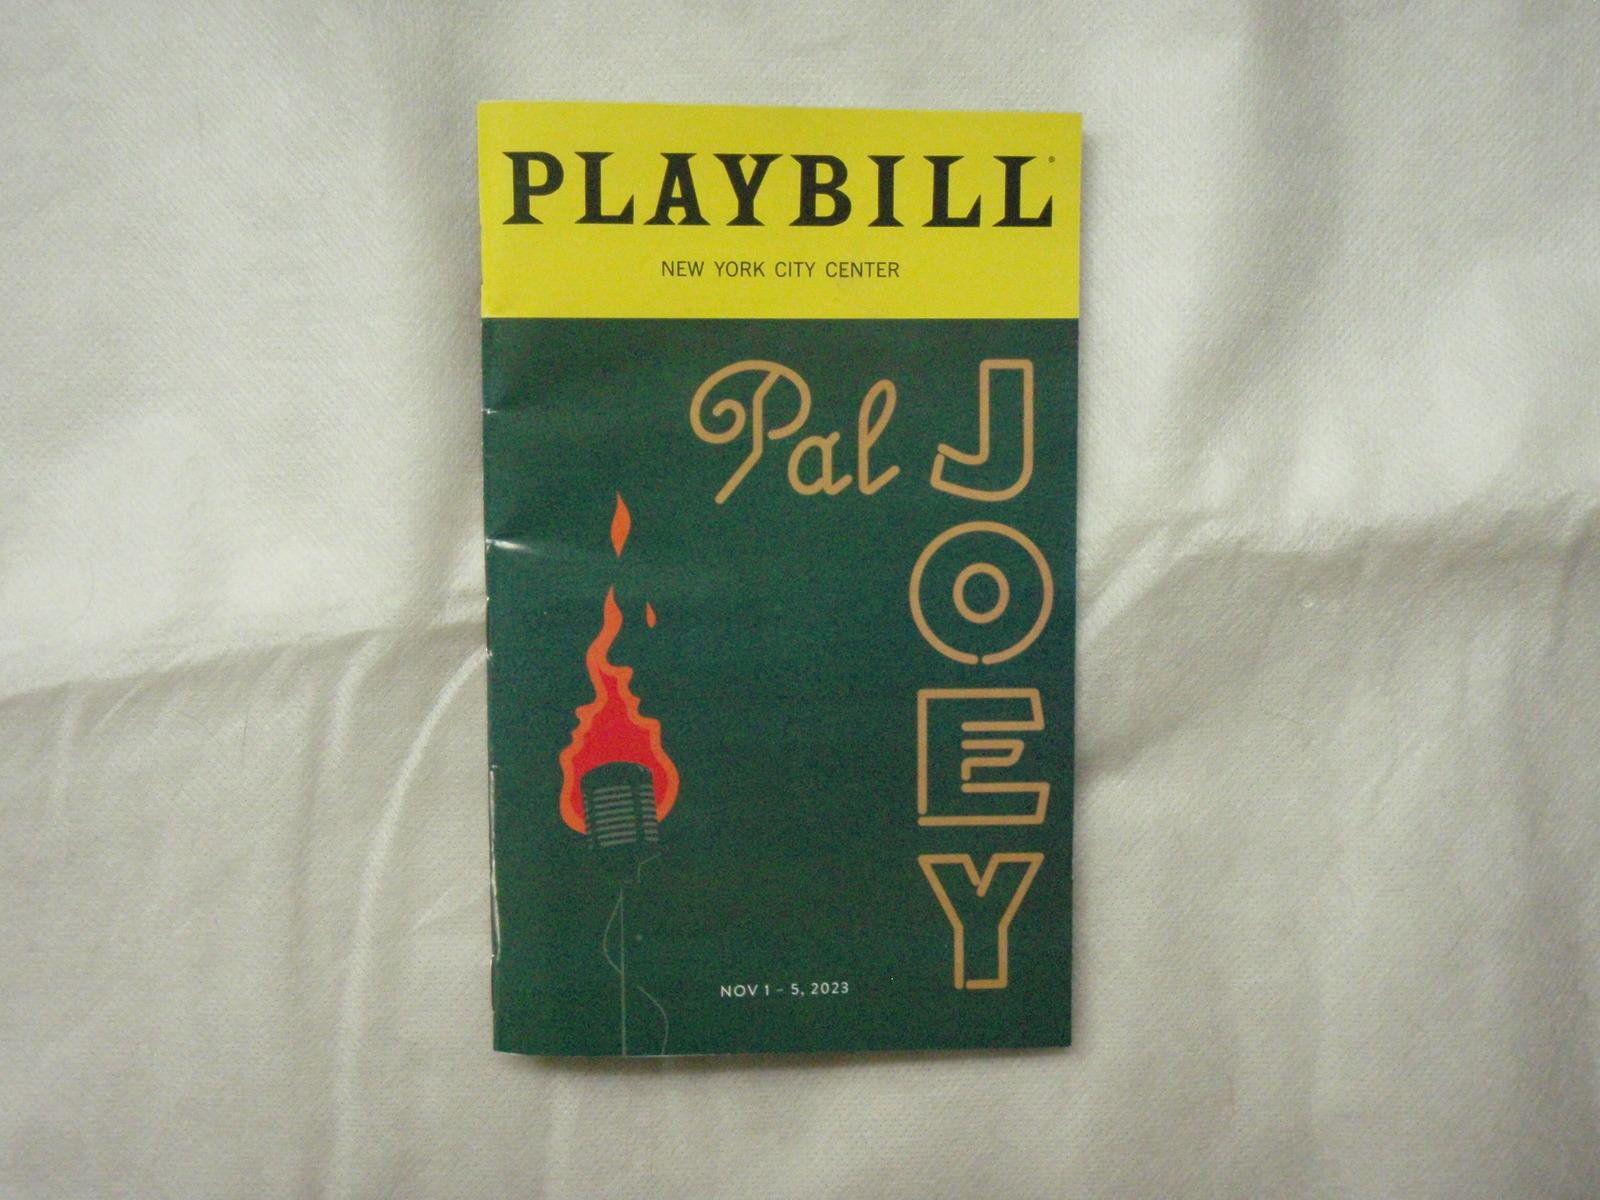 PLAYBILL®
NEW YORK CITY CENTER
Pal JOEY
NOV 1 - 5, 2023